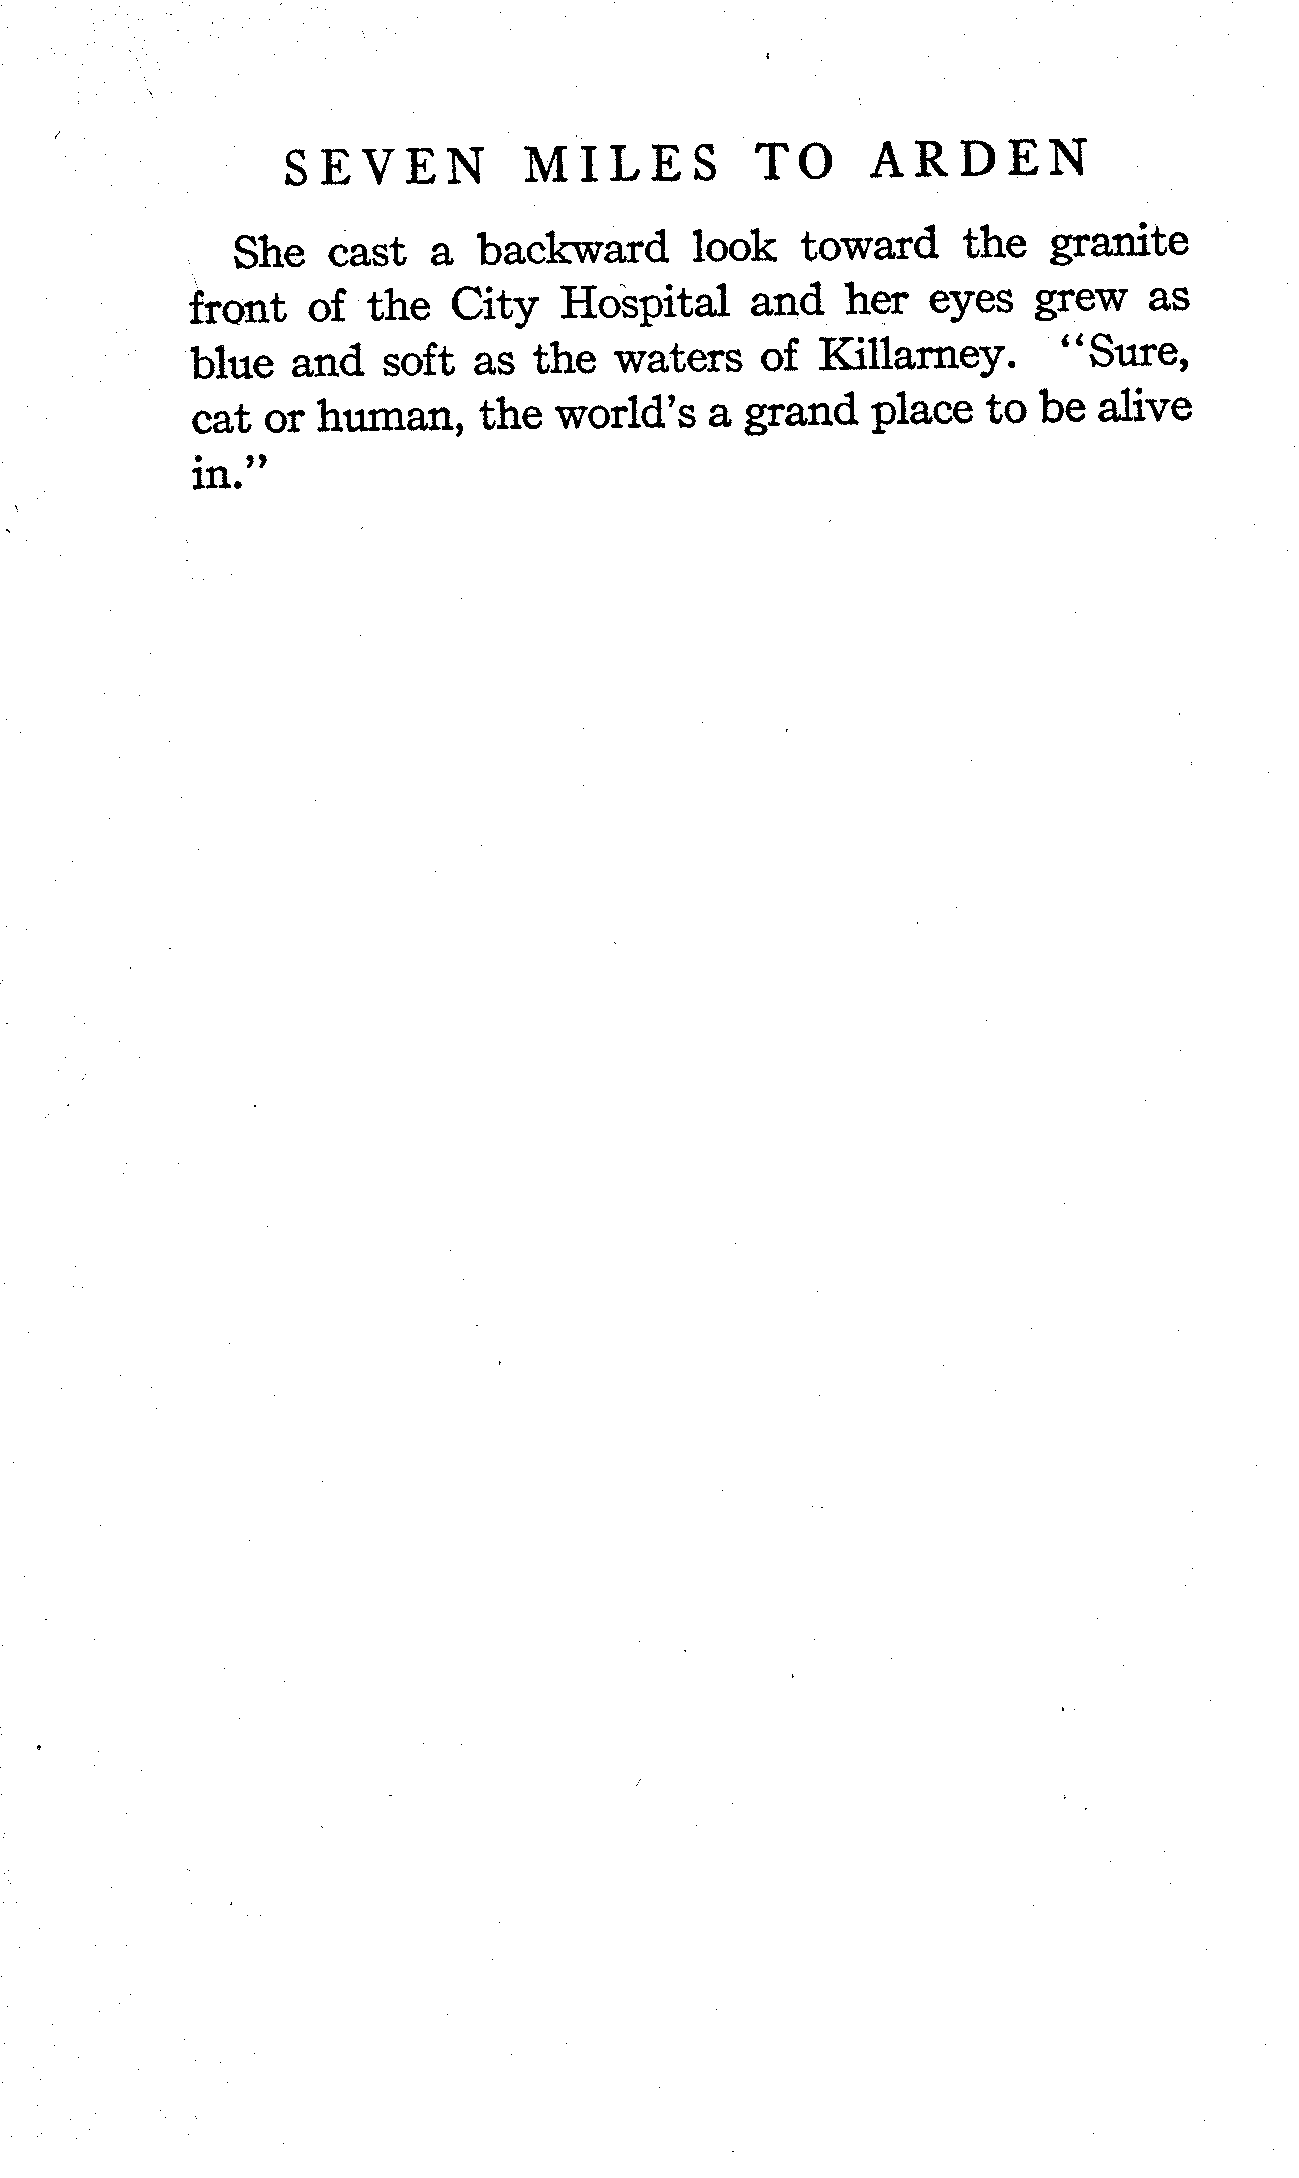 SEVEN MILES TO ARDEN
She cast a backward look toward the granite
front of the City Hospital and her eyes grew as
blue and soft as the waters of Killarney. “Sure,
cat or human, the world's a grand place to be alive
in.”